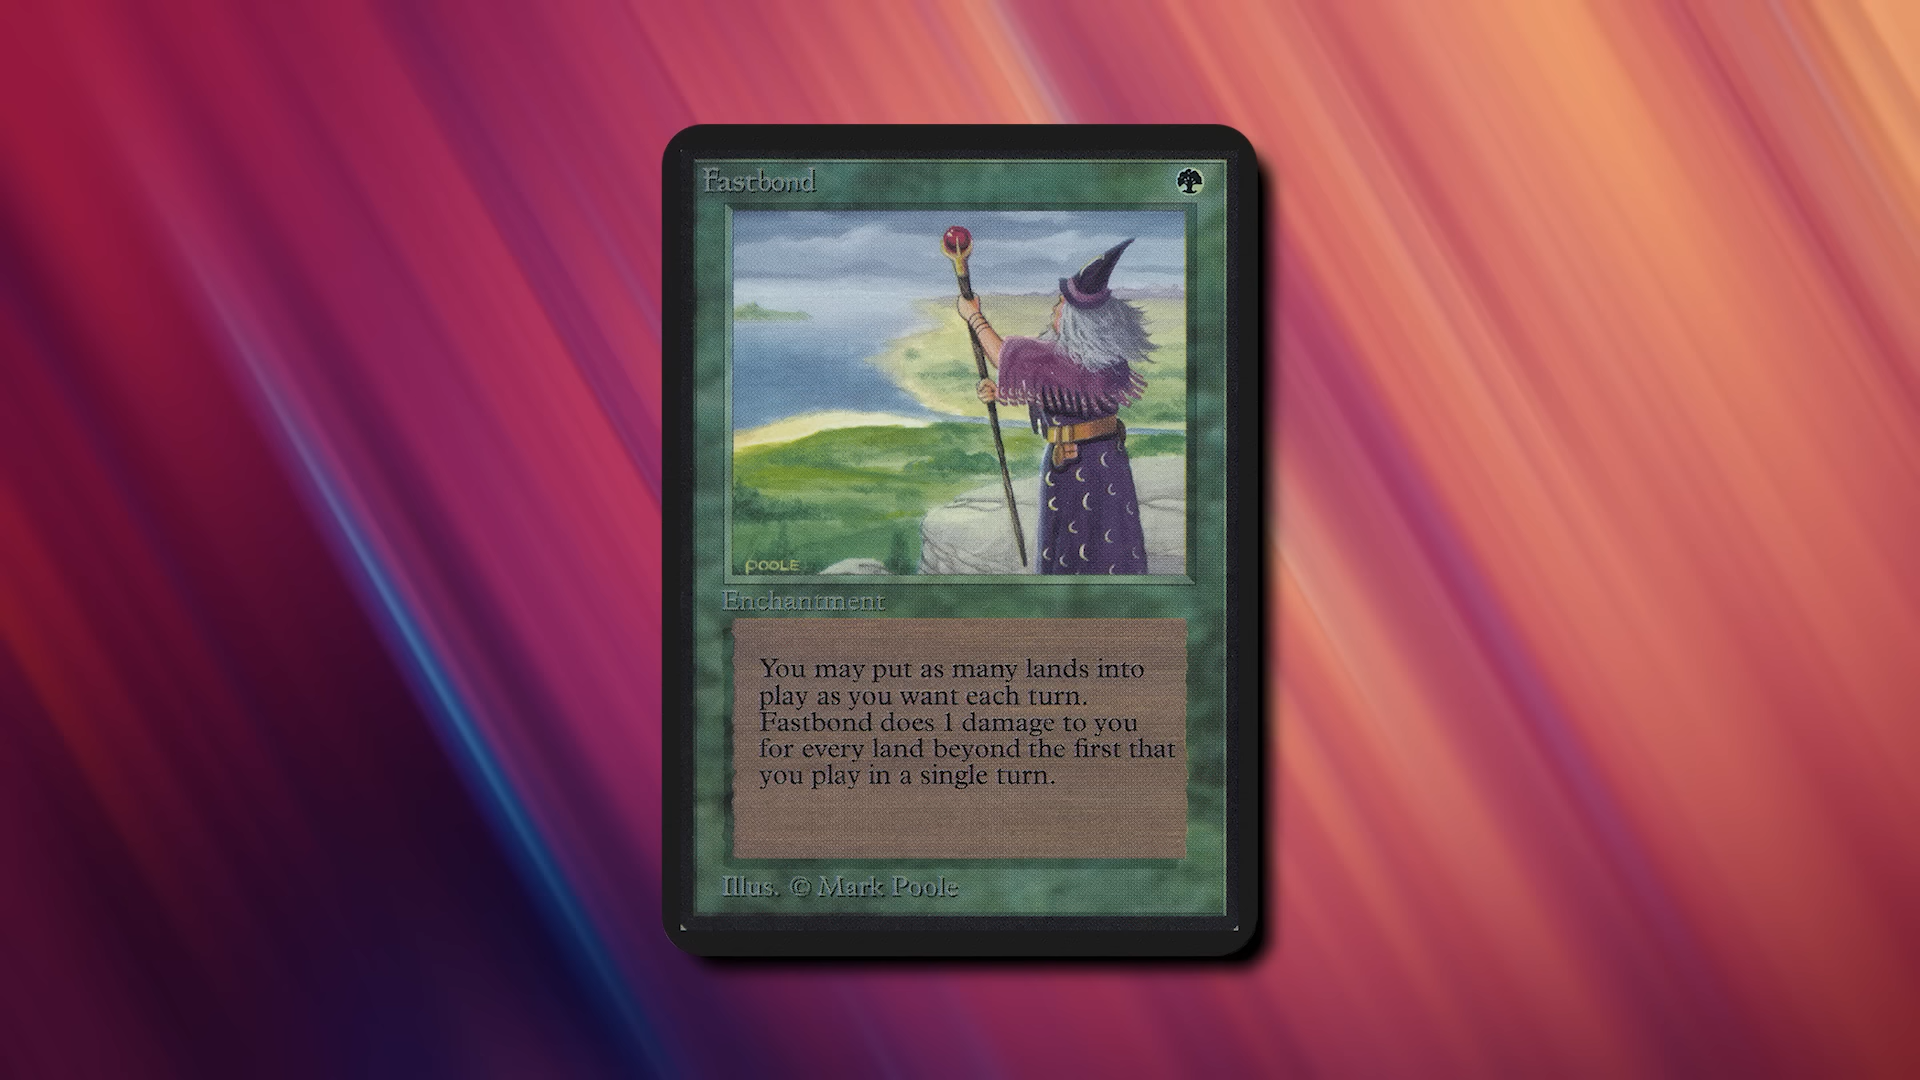 Fastbond
POOLE
Enchantment
You may put as many lands into
play as you want each turn.
Fastbond does 1 damage to you
for every land beyond the first that
you play in a single turn.
Illus. © Mark Poole